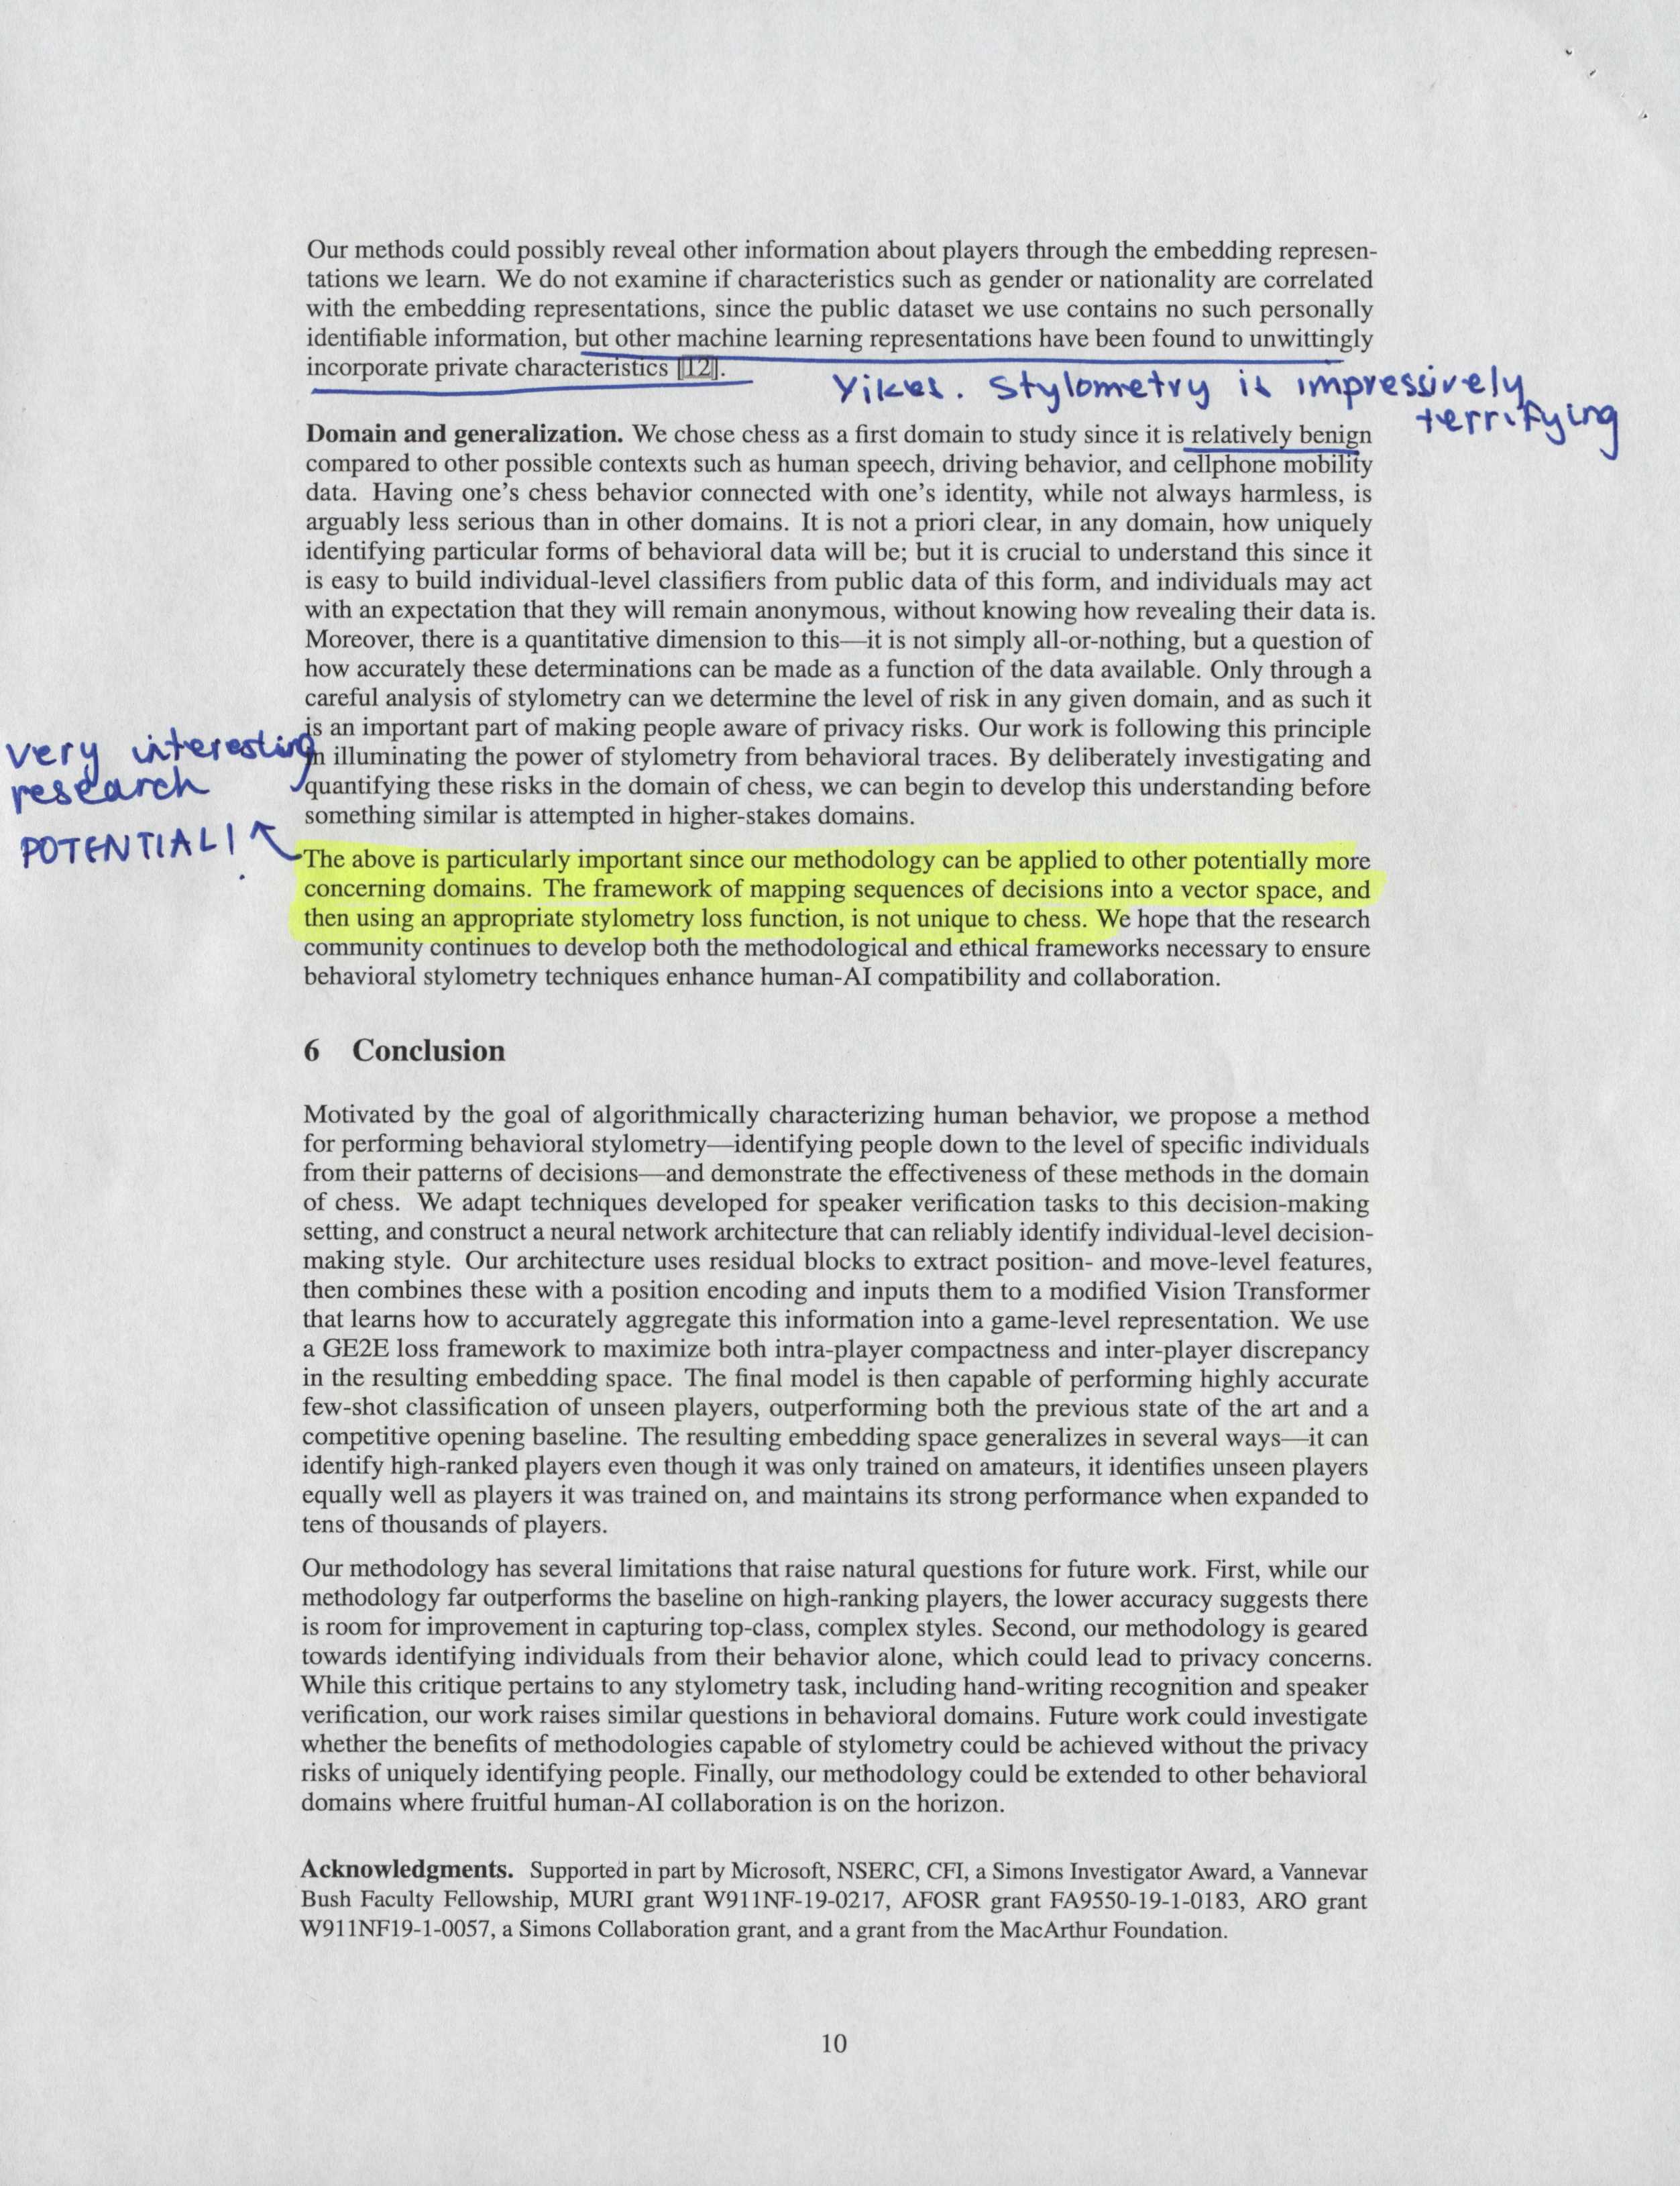 Our methods could possibly reveal other information about players through the embedding represen-
tations we learn. We do not examine if characteristics such as gender or nationality are correlated
with the embedding representations, since the public dataset we use contains no such personally
identifiable information, but other machine learning representations have been found to unwittingly
incorporate private characteristics [12].
Yikes. Stylometry is impressively
terrifying
Domain and generalization. We chose chess as a first domain to study since it is relatively benign
compared to other possible contexts such as human speech, driving behavior, and cellphone mobility
data. Having one's chess behavior connected with one's identity, while not always harmless, is
arguably less serious than in other domains. It is not a priori clear, in any domain, how uniquely
identifying particular forms of behavioral data will be; but it is crucial to understand this since it
is easy to build individual-level classifiers from public data of this form, and individuals may act
with an expectation that they will remain anonymous, without knowing how revealing their data is.
Moreover, there is a quantitative dimension to this—it is not simply all-or-nothing, but a question of
how accurately these determinations can be made as a function of the data available. Only through a
careful analysis of stylometry can we determine the level of risk in any given domain, and as such it
is an important part of making people aware of privacy risks. Our work is following this principle
in illuminating the power of stylometry from behavioral traces. By deliberately investigating and
quantifying these risks in the domain of chess, we can begin to develop this understanding before
something similar is attempted in higher-stakes domains.
very interesting
research
POTENTIAL!
The above is particularly important since our methodology can be applied to other potentially more
concerning domains. The framework of mapping sequences of decisions into a vector space, and
then using an appropriate stylometry loss function, is not unique to chess. We hope that the research
community continues to develop both the methodological and ethical frameworks necessary to ensure
behavioral stylometry techniques enhance human-AI compatibility and collaboration.
6 Conclusion
Motivated by the goal of algorithmically characterizing human behavior, we propose a method
for performing behavioral stylometry—identifying people down to the level of specific individuals
from their patterns of decisions—and demonstrate the effectiveness of these methods in the domain
of chess. We adapt techniques developed for speaker verification tasks to this decision-making
setting, and construct a neural network architecture that can reliably identify individual-level decision-
making style. Our architecture uses residual blocks to extract position- and move-level features,
then combines these with a position encoding and inputs them to a modified Vision Transformer
that learns how to accurately aggregate this information into a game-level representation. We use
a GE2E loss framework to maximize both intra-player compactness and inter-player discrepancy
in the resulting embedding space. The final model is then capable of performing highly accurate
few-shot classification of unseen players, outperforming both the previous state of the art and a
competitive opening baseline. The resulting embedding space generalizes in several ways—it can
identify high-ranked players even though it was only trained on amateurs, it identifies unseen players
equally well as players it was trained on, and maintains its strong performance when expanded to
tens of thousands of players.
Our methodology has several limitations that raise natural questions for future work. First, while our
methodology far outperforms the baseline on high-ranking players, the lower accuracy suggests there
is room for improvement in capturing top-class, complex styles. Second, our methodology is geared
towards identifying individuals from their behavior alone, which could lead to privacy concerns.
While this critique pertains to any stylometry task, including hand-writing recognition and speaker
verification, our work raises similar questions in behavioral domains. Future work could investigate
whether the benefits of methodologies capable of stylometry could be achieved without the privacy
risks of uniquely identifying people. Finally, our methodology could be extended to other behavioral
domains where fruitful human-AI collaboration is on the horizon.
Acknowledgments. Supported in part by Microsoft, NSERC, CFI, a Simons Investigator Award, a Vannevar
Bush Faculty Fellowship, MURI grant W911NF-19-0217, AFOSR grant FA9550-19-1-0183, ARO grant
W911NF19-1-0057, a Simons Collaboration grant, and a grant from the MacArthur Foundation.
10